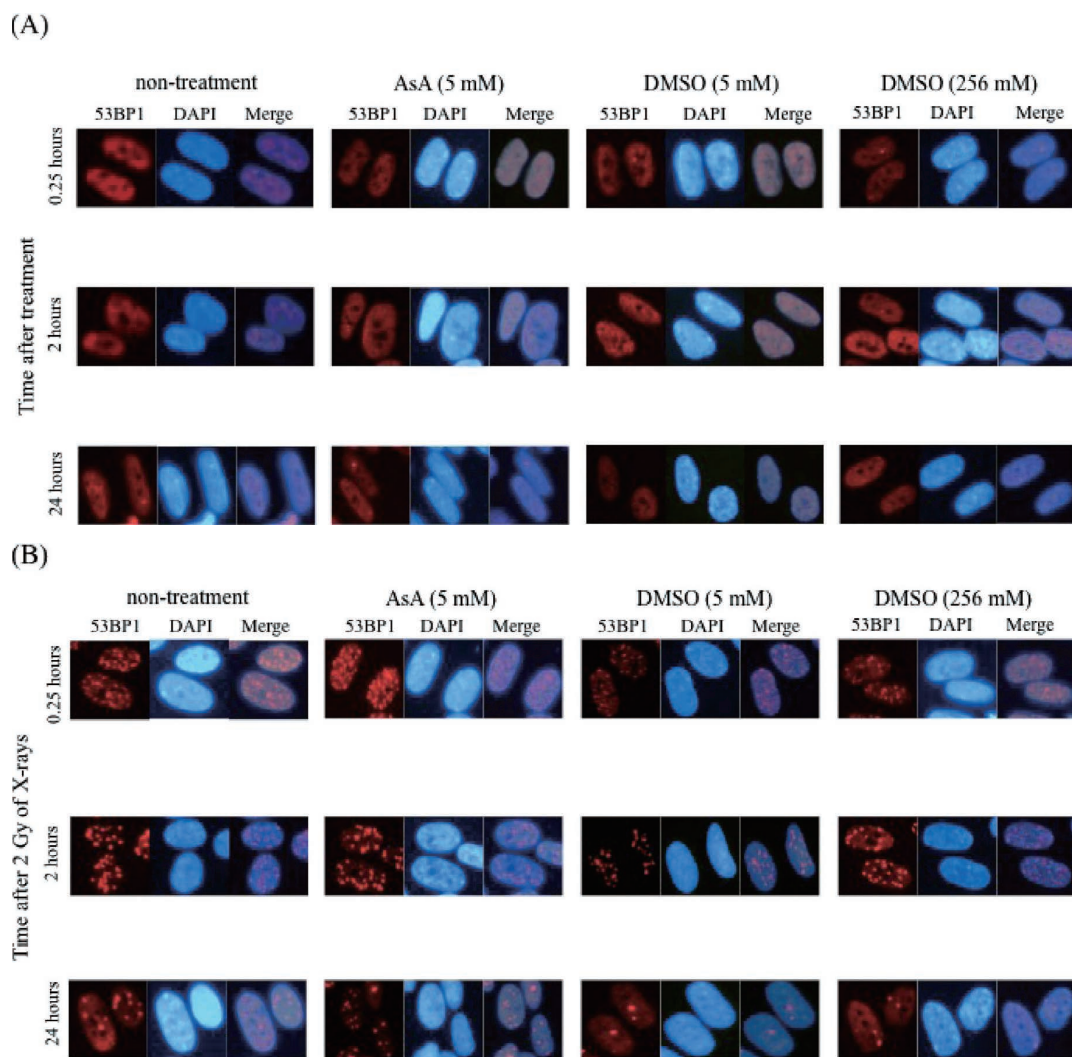 (A)
non-treatment AsA (5 mM) DMSO (5 mM) DMSO (256 mM)
53BP1 DAPI Merge 53BP1 DAPI Merge 53BP1 DAPI Merge 53BP1 DAPI Merge
Time after treatment
0.25 hours
2 hours
24 hours
(B)
non-treatment AsA (5 mM) DMSO (5 mM) DMSO (256 mM)
53BP1 DAPI Merge 53BP1 DAPI Merge 53BP1 DAPI Merge 53BP1 DAPI Merge
Time after 2 Gy of X-rays
0.25 hours
2 hours
24 hours